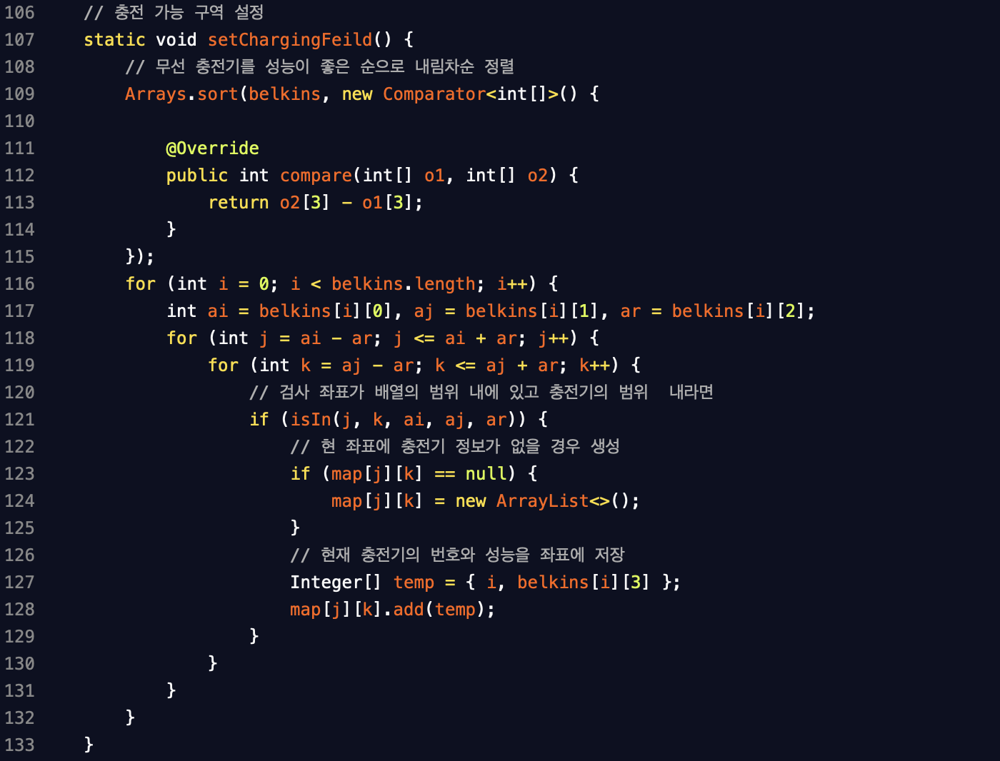 106 // 충전 가능 구역 설정
107 static void setChargingFeild() {
108 // 무선 충전기를 성능이 좋은 순으로 내림차순 정렬
109 Arrays.sort(belkins, new Comparator<int[]>() {
110
111 @Override
112 public int compare(int[] o1, int[] o2) {
113 return o2[3] - o1[3];
114 }
115 });
116 for (int i = 0; i < belkins.length; i++) {
117 int ai = belkins[i][0], aj = belkins[i][1], ar = belkins[i][2];
118 for (int j = ai - ar; j <= ai + ar; j++) {
119 for (int k = aj - ar; k <= aj + ar; k++) {
120 // 검사 좌표가 배열의 범위 내에 있고 충전기의 범위  내라면
121 if (isIn(j, k, ai, aj, ar)) {
122 // 현 좌표에 충전기 정보가 없을 경우 생성
123 if (map[j][k] == null) {
124 map[j][k] = new ArrayList<>();
125 }
126 // 현재 충전기의 번호와 성능을 좌표에 저장
127 Integer[] temp = { i, belkins[i][3] };
128 map[j][k].add(temp);
129 }
130 }
131 }
132 }
133 }